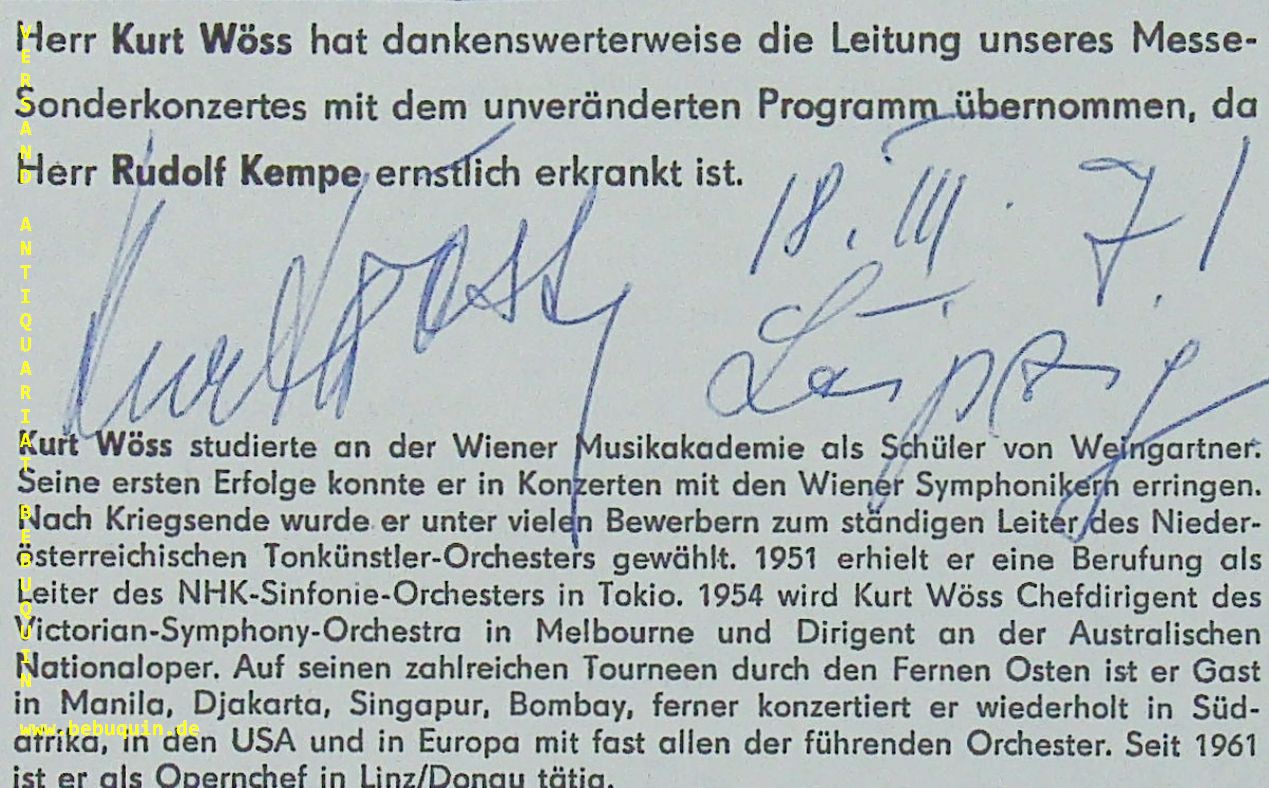 Herr Kurt Wöss hat dankenswerterweise die Leitung unseres Messe-
Sonderkonzertes mit dem unveränderten Programm übernommen, da
Herr Rudolf Kempe ernstlich erkrankt ist.
Kurt Wöss
18. III. 71
Leipzig
Kurt Wöss studierte an der Wiener Musikakademie als Schüler von Weingartner.
Seine ersten Erfolge konnte er in Konzerten mit den Wiener Symphonikern erringen.
Nach Kriegsende wurde er unter vielen Bewerbern zum ständigen Leiter des Nieder-
österreichischen Tonkünstler-Orchesters gewählt. 1951 erhielt er eine Berufung als
Leiter des NHK-Sinfonie-Orchesters in Tokio. 1954 wird Kurt Wöss Chefdirigent des
Victorian-Symphony-Orchestra in Melbourne und Dirigent an der Australischen
Nationaloper. Auf seinen zahlreichen Tourneen durch den Fernen Osten ist er Gast
in Manila, Djakarta, Singapur, Bombay, ferner konzertiert er wiederholt in Süd-
afrika, in den USA und in Europa mit fast allen der führenden Orchester. Seit 1961
ist er als Opernchef in Linz/Donau tätig.
VERSAND ANTIQUARIAT BEBUQUIN
www.bebuquin.de